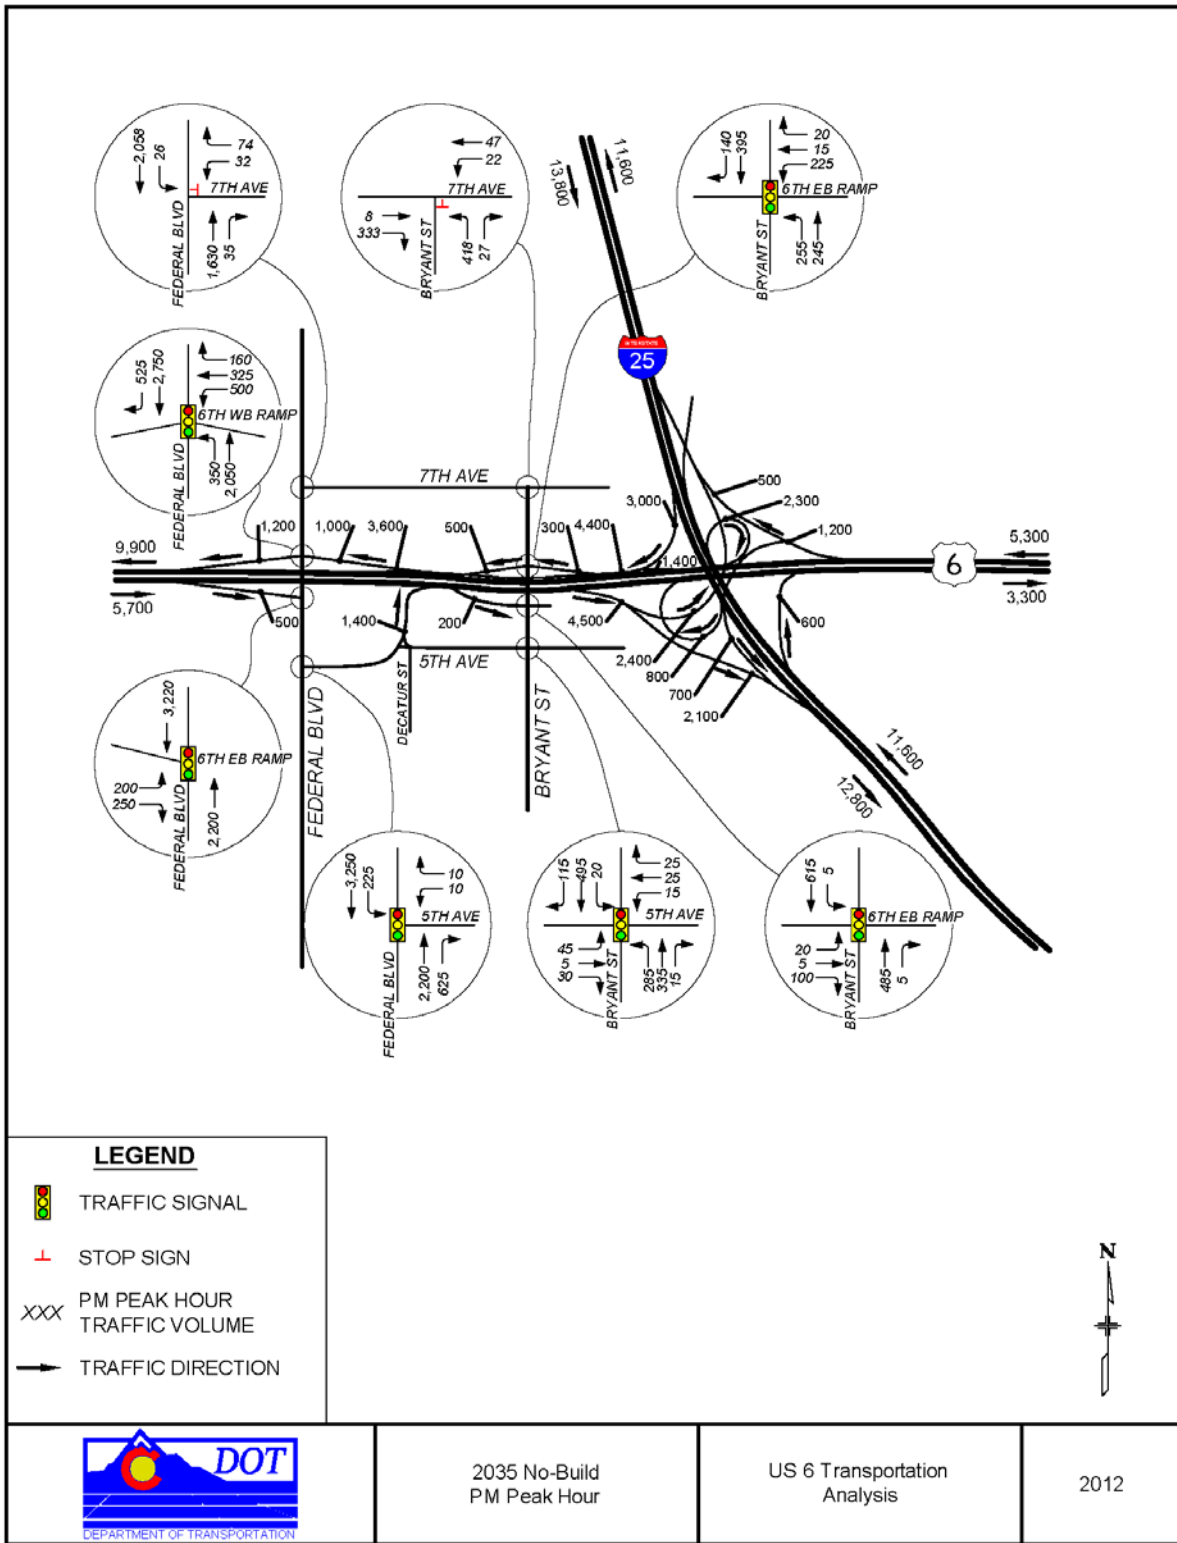 2,058
26
74
32
7TH AVE
FEDERAL BLVD
1,630
35
47
22
7TH AVE
8
333
BRYANT ST
418
27
140
395
20
15
225
6TH EB RAMP
BRYANT ST
255
245
13,800
11,600
INTERSTATE
25
525
2,750
160
325
500
6TH WB RAMP
FEDERAL BLVD
350
2,050
7TH AVE
500
2,300
1,200
3,000
1,200
1,000
3,600
500
300
4,400
1,400
9,900
5,300
6
5,700
3,300
500
1,400
200
4,500
600
2,400
800
700
2,100
5TH AVE
DECATUR ST
FEDERAL BLVD
BRYANT ST
11,600
12,800
3,220
6TH EB RAMP
200
250
FEDERAL BLVD
2,200
3,250
225
10
10
5TH AVE
FEDERAL BLVD
2,200
625
115
495
20
25
25
15
5TH AVE
45
5
30
BRYANT ST
285
335
15
615
5
6TH EB RAMP
20
5
100
BRYANT ST
485
5
LEGEND
TRAFFIC SIGNAL
STOP SIGN
XXX
PM PEAK HOUR
TRAFFIC VOLUME
TRAFFIC DIRECTION
N
C
DOT
DEPARTMENT OF TRANSPORTATION
2035 No-Build
PM Peak Hour
US 6 Transportation
Analysis
2012